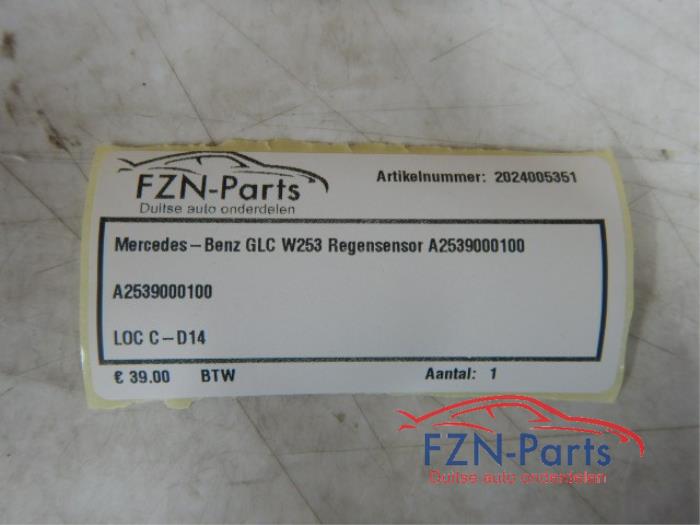 FZN-Parts
Duitse auto onderdelen
Artikelnummer: 2024005351
Mercedes-Benz GLC W253 Regensensor A2539000100
A2539000100
LOC C-D14
€ 39.00 BTW Aantal: 1
FZN-Parts
Duitse auto onderdelen